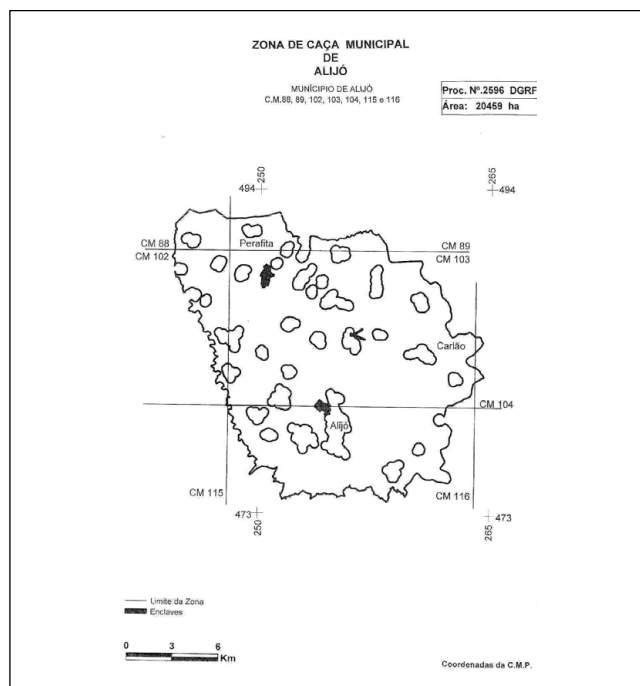 ZONA DE CAÇA MUNICIPAL
DE
ALIJÓ
MUNÍCIPIO DE ALIJÓ
C.M.88, 89, 102, 103, 104, 115 e 116
Proc. Nº.2596 DGRF
Área: 20459 ha
250
265
494
494
Perafita
CM 88
CM 89
CM 102
CM 103
Carlão
CM 104
Alijó
CM 115
CM 116
473
473
250
265
Limite da Zona
Enclaves
0 3 6
Km
Coordenadas da C.M.P.